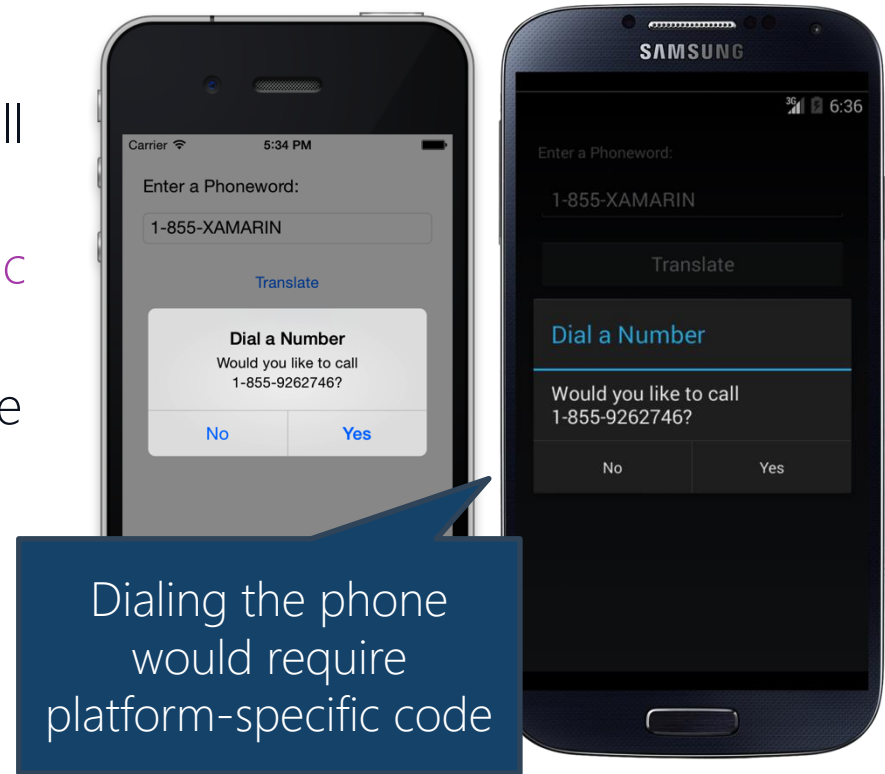 ll
c
e
Carrier 5:34 PM
Enter a Phoneword:
1-855-XAMARIN
Translate
Dial a Number
Would you like to call
1-855-9262746?
No Yes
SAMSUNG
3G 6:36
Enter a Phoneword:
1-855-XAMARIN
Translate
Dial a Number
Would you like to call
1-855-9262746?
No Yes
Dialing the phone
would require
platform-specific code